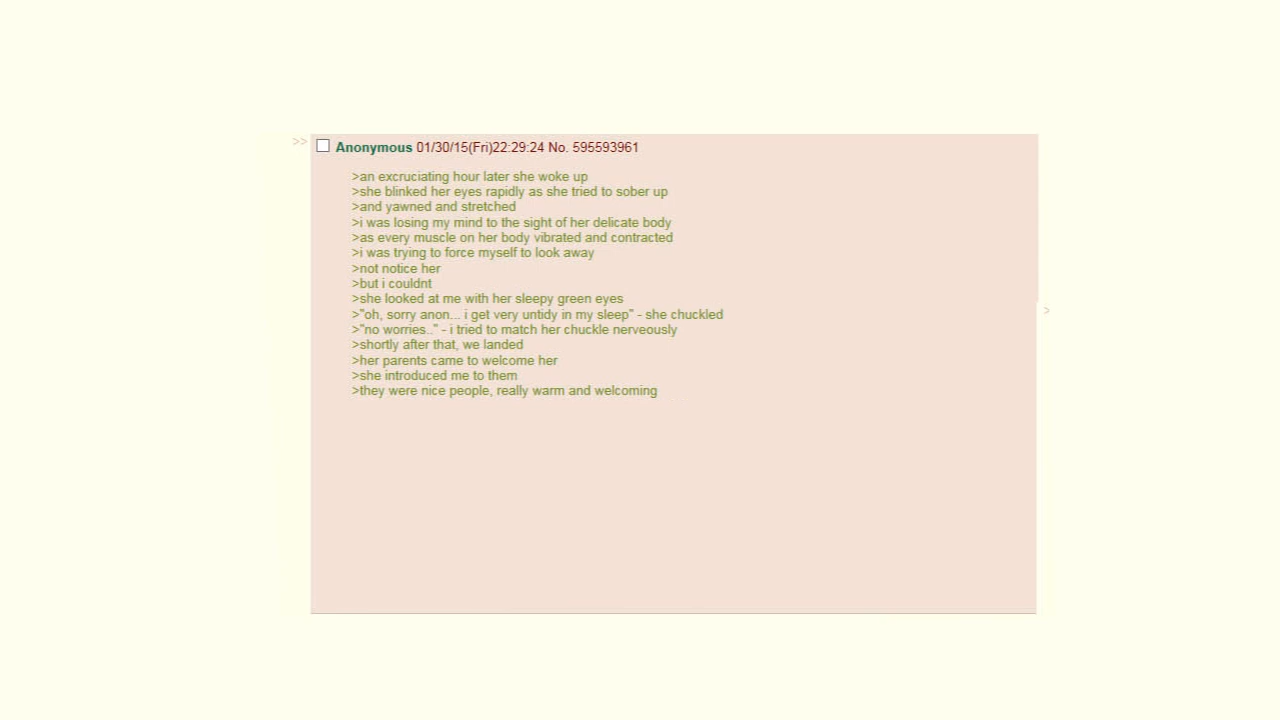 >>
Anonymous 01/30/15(Fri)22:29:24 No. 595593961
>an excruciating hour later she woke up
>she blinked her eyes rapidly as she tried to sober up
>and yawned and stretched
>i was losing my mind to the sight of her delicate body
>as every muscle on her body vibrated and contracted
>i was trying to force myself to look away
>not notice her
>but i couldnt
>she looked at me with her sleepy green eyes
>"oh, sorry anon... i get very untidy in my sleep" - she chuckled
>"no worries.." - i tried to match her chuckle nerveously
>shortly after that, we landed
>her parents came to welcome her
>she introduced me to them
>they were nice people, really warm and welcoming
>